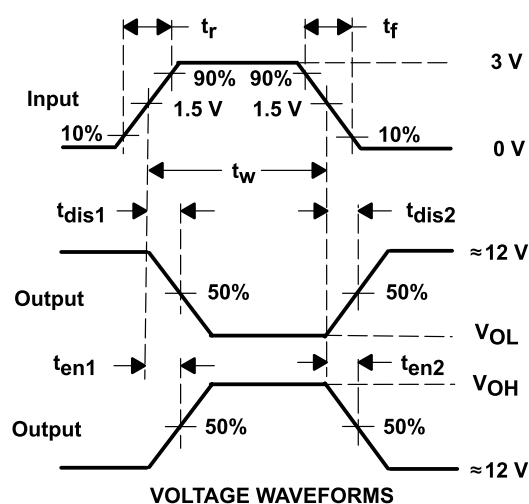 tr
tf
3 V
90%
90%
Input
1.5 V
1.5 V
10%
10%
0 V
tw
tdis1
tdis2
≈12 V
Output
50%
50%
VOL
ten1
ten2
VOH
Output
50%
50%
≈12 V
VOLTAGE WAVEFORMS